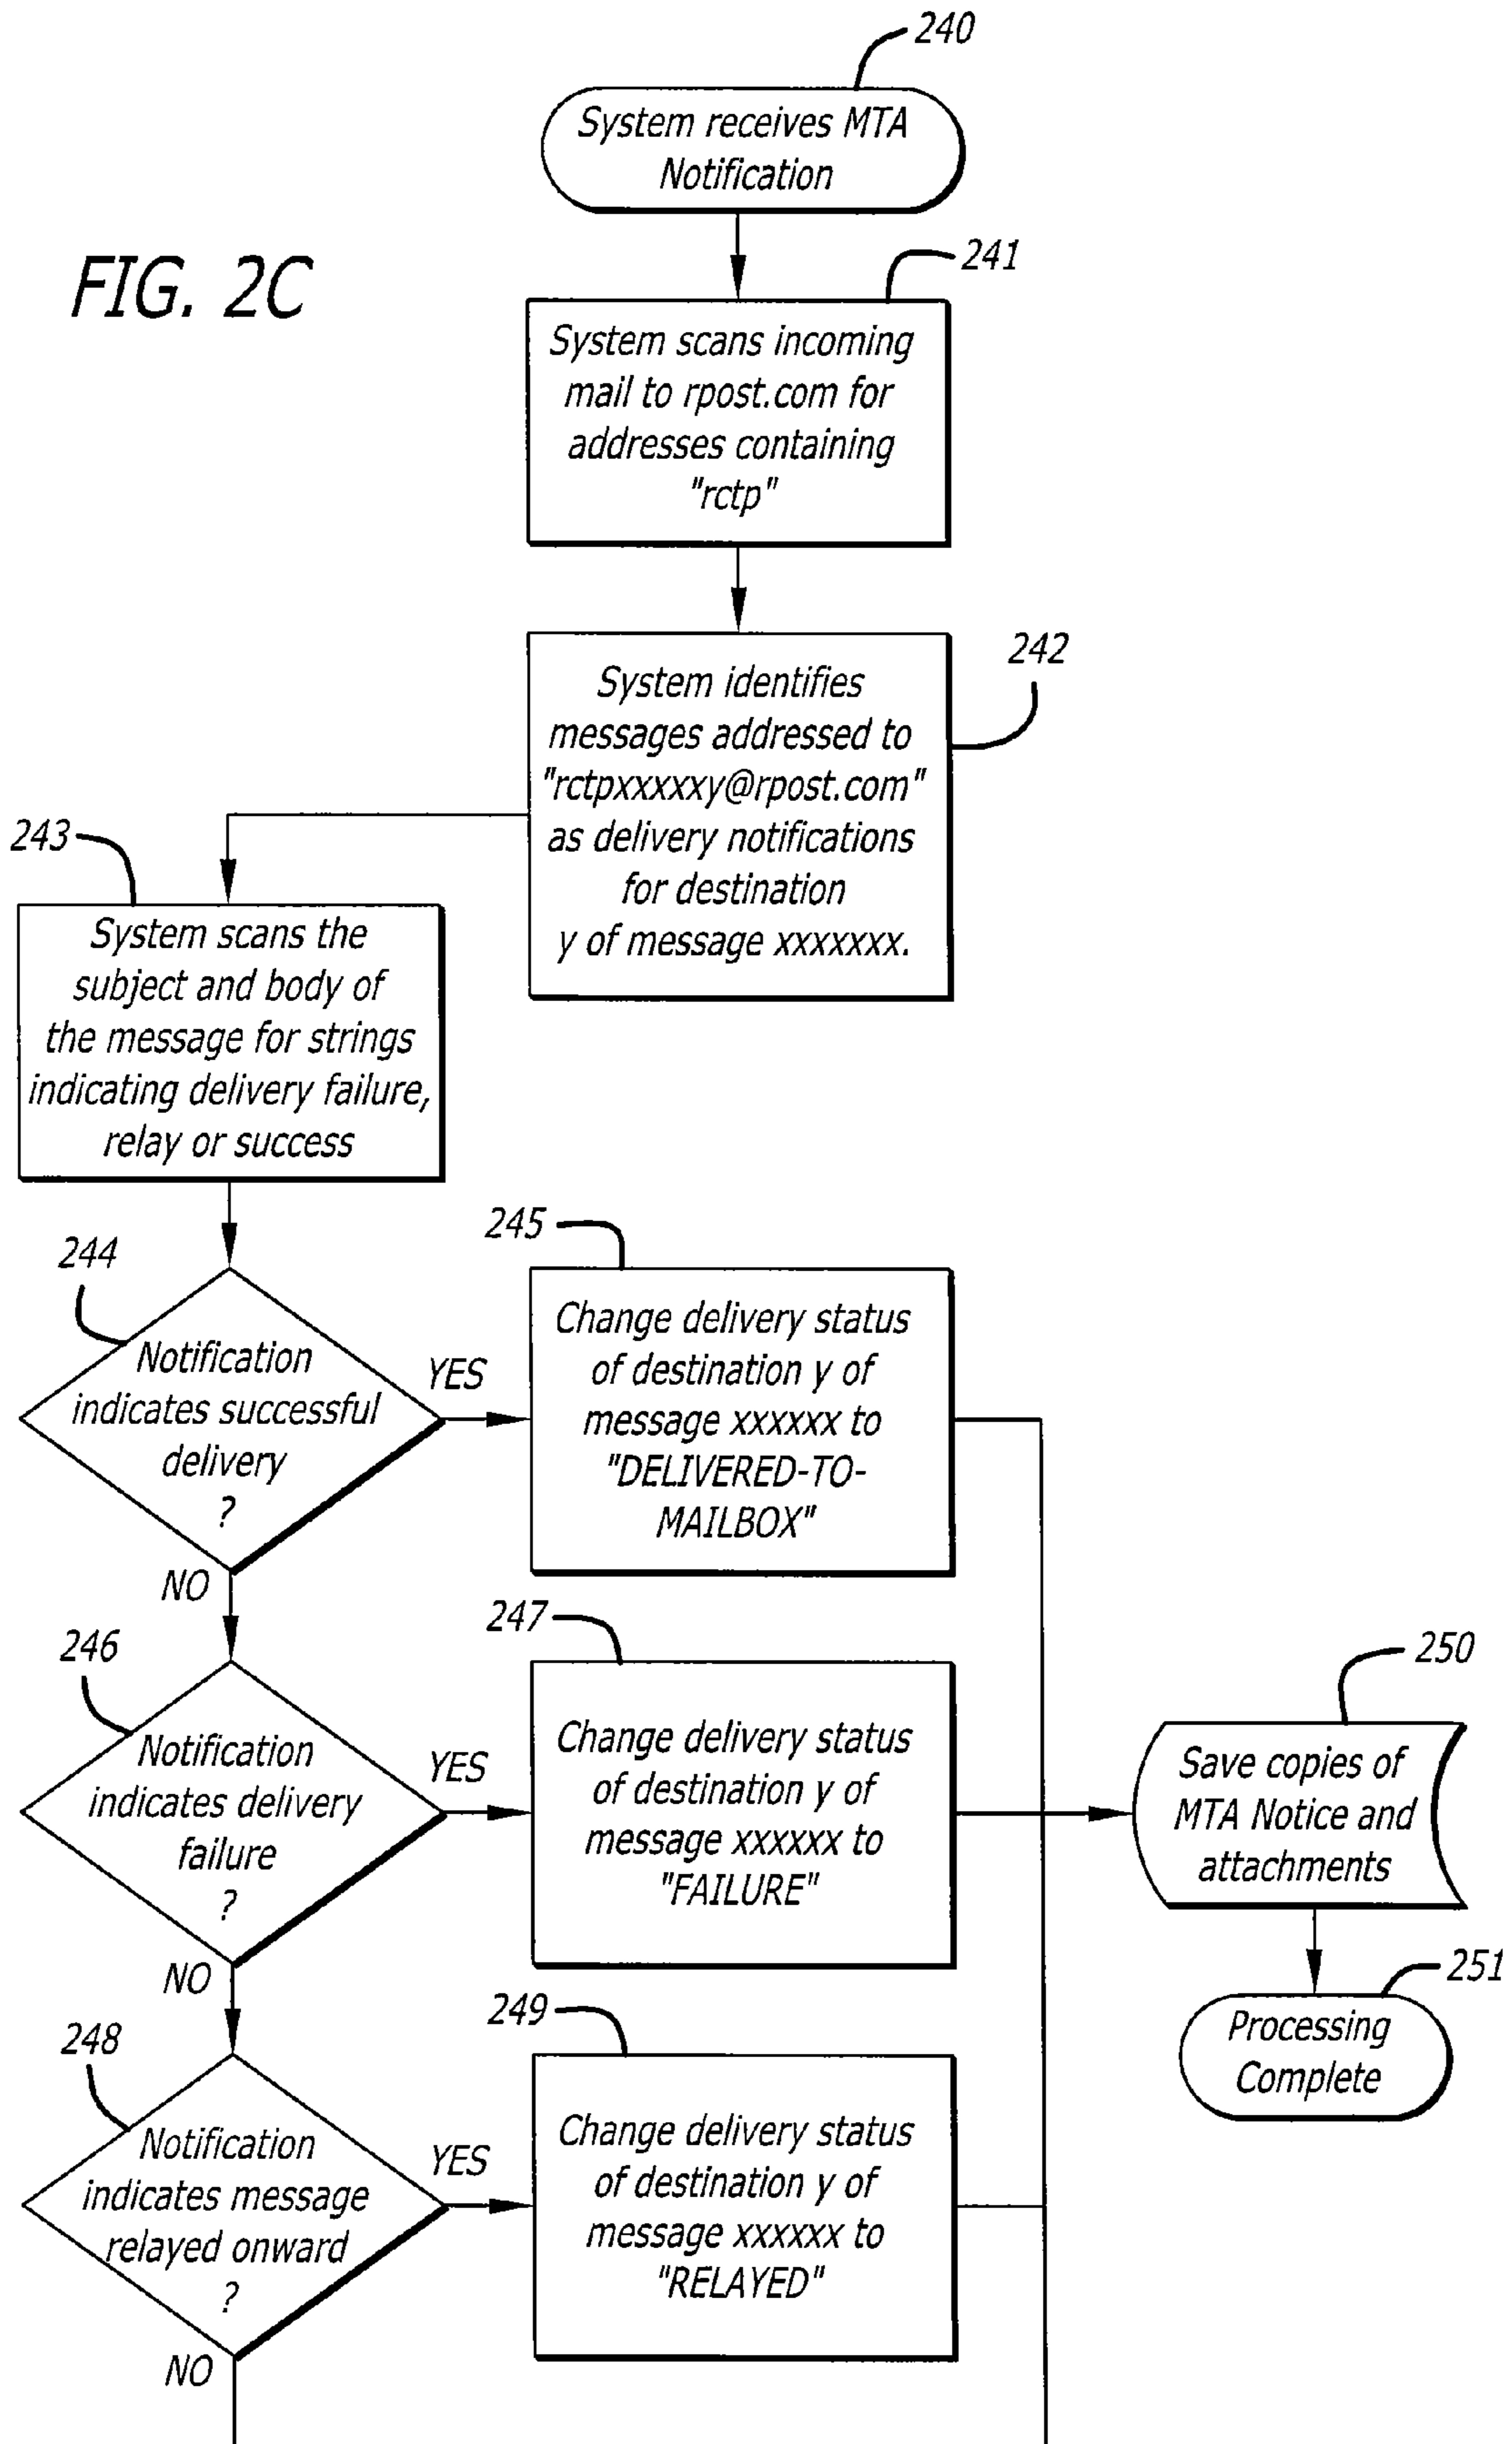 240
System receives MTA
Notification
FIG. 2C
241
System scans incoming
mail to rpost.com for
addresses containing
"rctp"
242
System identifies
messages addressed to
"rctpxxxxxy@rpost.com"
as delivery notifications
for destination
y of message xxxxxxx.
243
System scans the
subject and body of
the message for strings
indicating delivery failure,
relay or success
244
Notification
indicates successful
delivery
?
YES
NO
245
Change delivery status
of destination y of
message xxxxxx to
"DELIVERED-TO-
MAILBOX"
246
Notification
indicates delivery
failure
?
YES
NO
247
Change delivery status
of destination y of
message xxxxxx to
"FAILURE"
248
Notification
indicates message
relayed onward
?
YES
NO
249
Change delivery status
of destination y of
message xxxxxx to
"RELAYED"
250
Save copies of
MTA Notice and
attachments
251
Processing
Complete